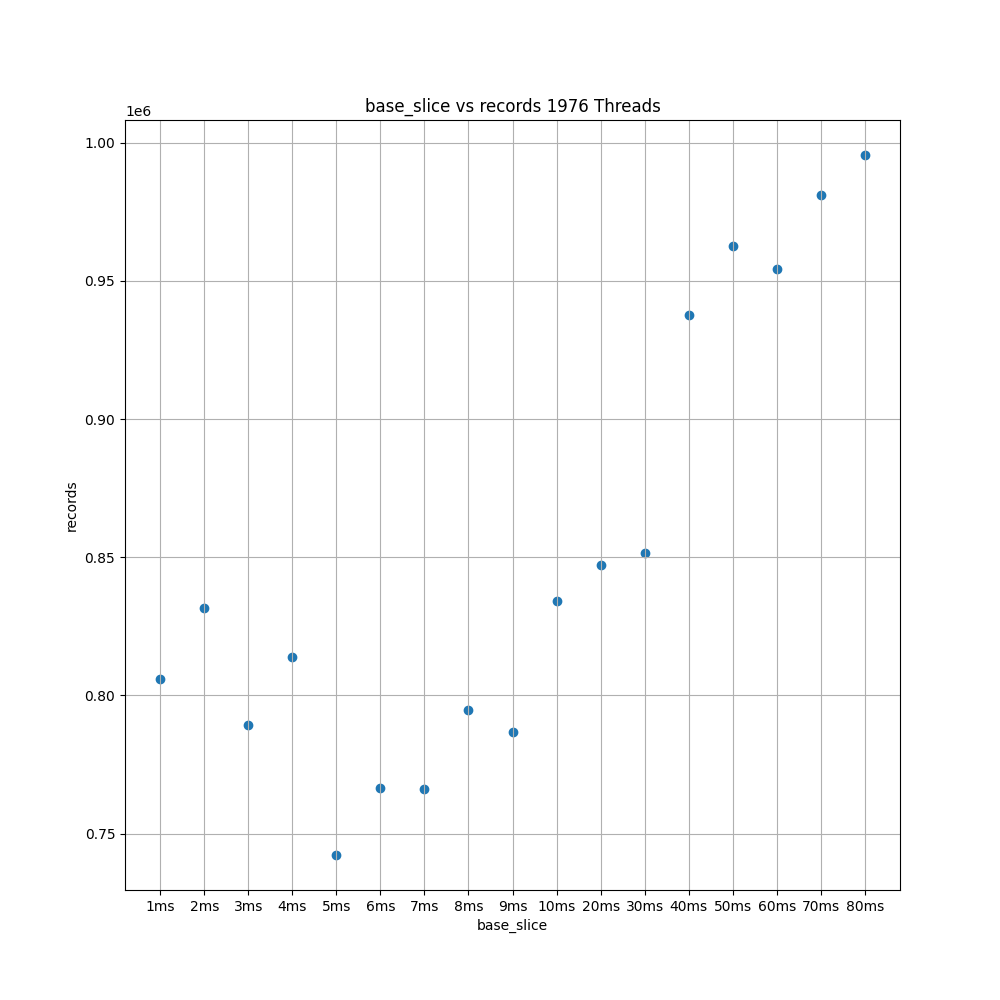 base_slice vs records 1976 Threads
1e6
1.00
0.95
0.90
0.85
0.80
0.75
records
1ms 2ms 3ms 4ms 5ms 6ms 7ms 8ms 9ms 10ms 20ms 30ms 40ms 50ms 60ms 70ms 80ms
base_slice